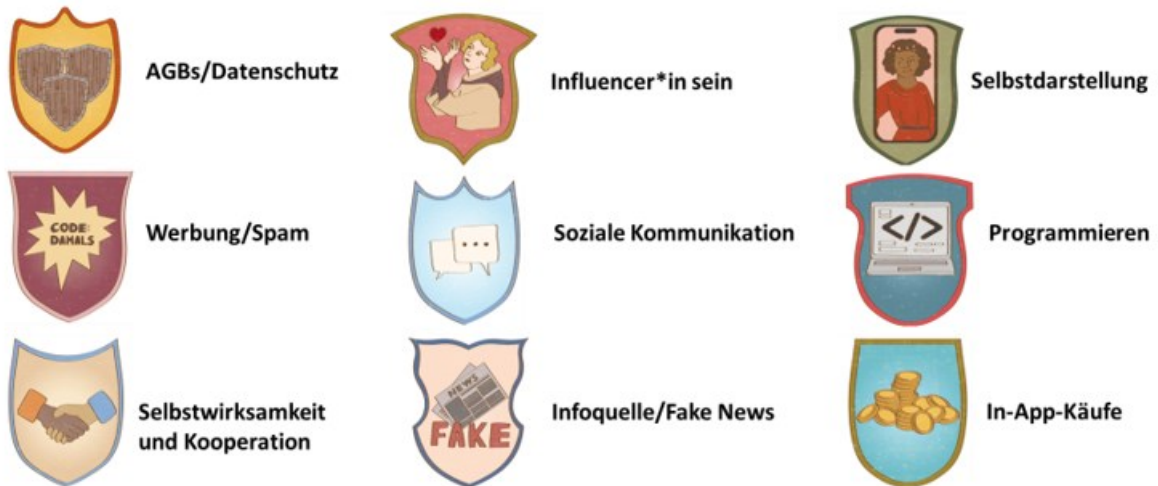 AGBs/Datenschutz
Influencer*in sein
Selbstdarstellung
CODE:
DAMALS
Werbung/Spam
Soziale Kommunikation
</>
Programmieren
Selbstwirksamkeit
und Kooperation
NEWS
FAKE
Infoquelle/Fake News
In-App-Käufe